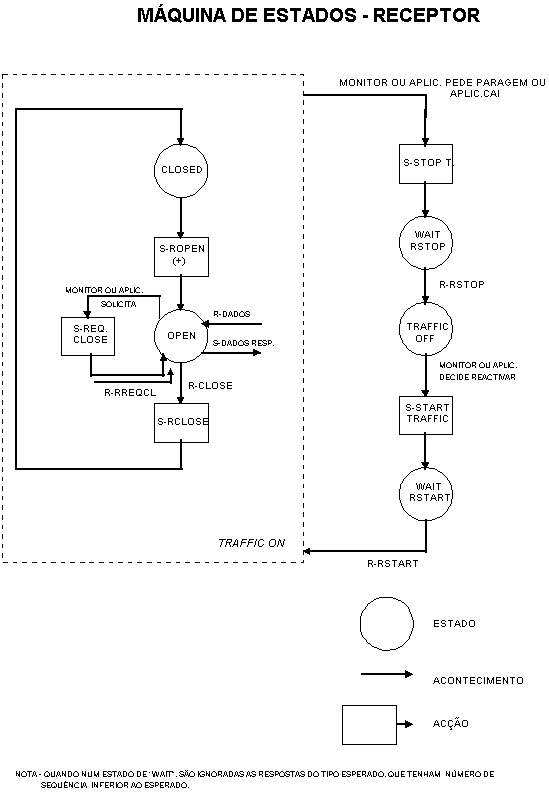 MÁQUINA DE ESTADOS - RECEPTOR
MONITOR OU APLIC. PEDE PARAGEM OU
APLIC.CAI
CLOSED
S-STOP T.
S-ROPEN
(+)
WAIT
RSTOP
R-RSTOP
MONITOR OU APLIC.
SOLICITA
S-REQ.
CLOSE
OPEN
R-DADOS
S-DADOS RESP.
TRAFFIC
OFF
R-CLOSE
R-RREQCL
MONITOR OU APLIC.
DECIDE REACTIVAR
S-RCLOSE
S-START
TRAFFIC
WAIT
RSTART
TRAFFIC ON
R-RSTART
ESTADO
ACONTECIMENTO
ACÇÃO
NOTA - QUANDO NUM ESTADO DE "WAIT". SÃO IGNORADAS AS RESPOSTAS DO TIPO ESPERADO. QUE TENHAM NÚMERO DE
SEQUÊNCIA INFERIOR AO ESPERADO.